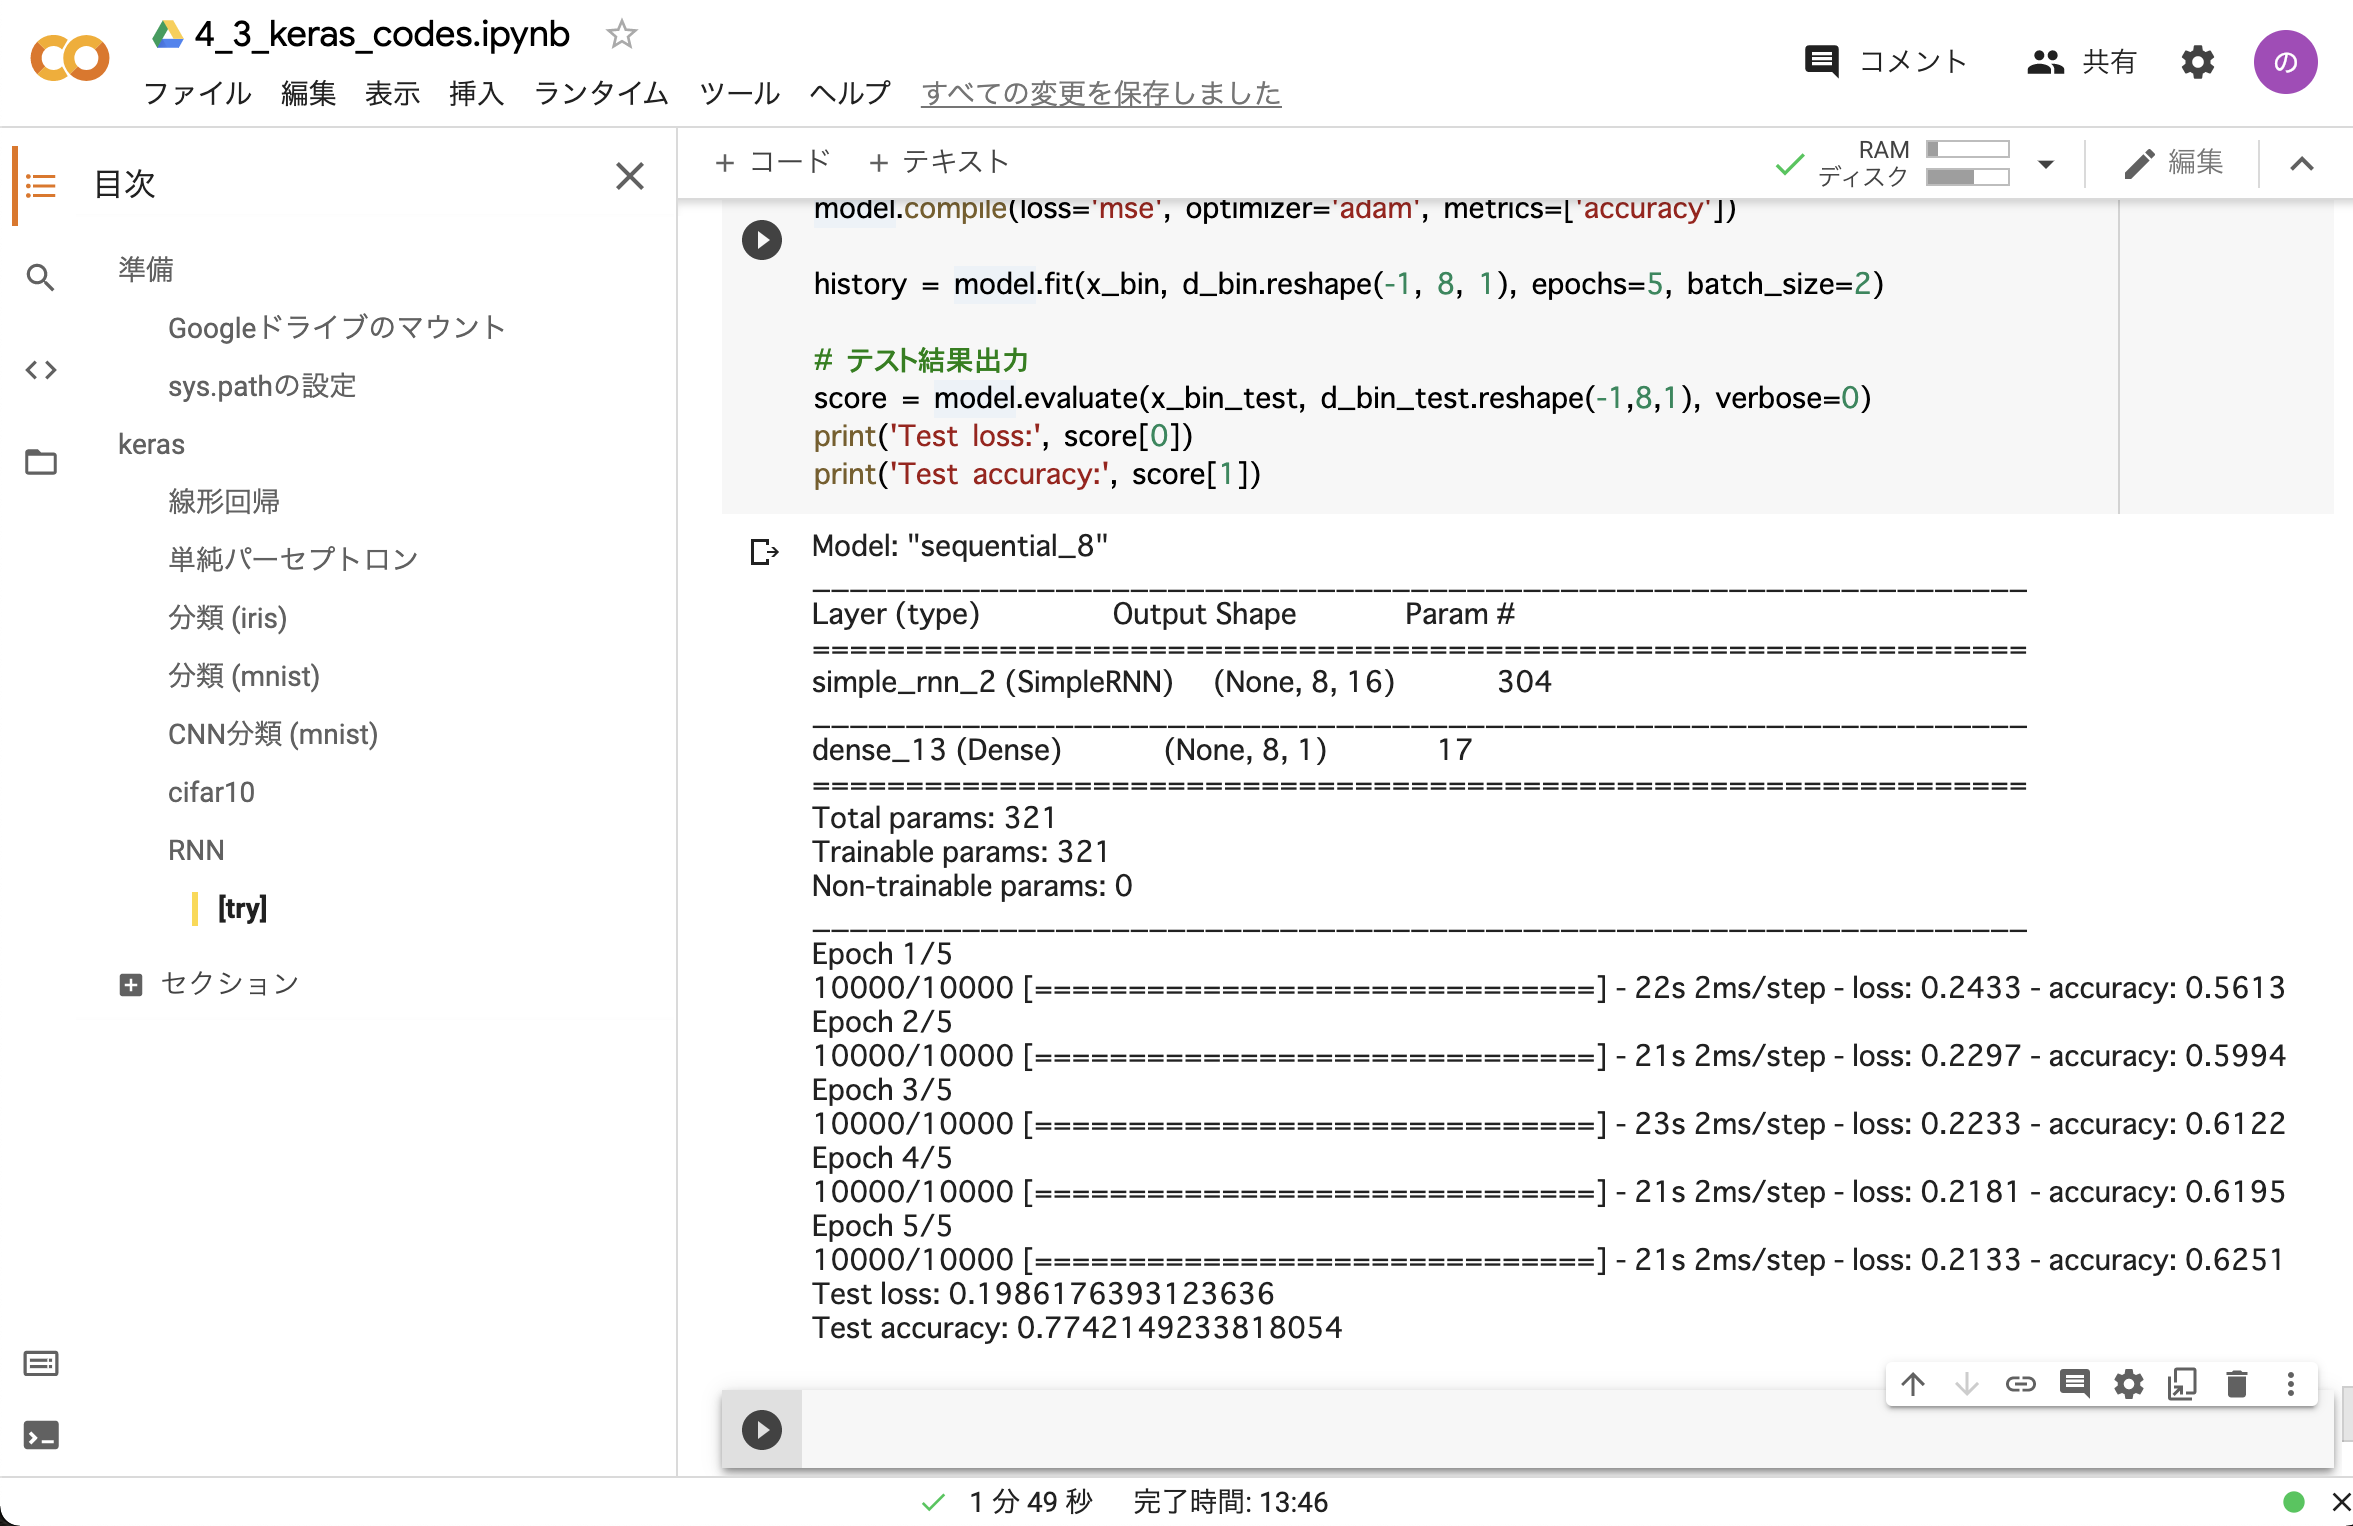 4_3_keras_codes.ipynb
ファイル 編集 表示 挿入 ランタイム ツール ヘルプ すべての変更を保存しました
コメント 共有 の
目次
準備
Googleドライブのマウント
sys.pathの設定
keras
線形回帰
単純パーセプトロン
分類 (iris)
分類 (mnist)
CNN分類 (mnist)
cifar10
RNN
[try]
セクション
+ コード + テキスト
RAM
ディスク
編集
model.compile(loss='mse', optimizer='adam', metrics=['accuracy'])
history = model.fit(x_bin, d_bin.reshape(-1, 8, 1), epochs=5, batch_size=2)
# テスト結果出力
score = model.evaluate(x_bin_test, d_bin_test.reshape(-1,8,1), verbose=0)
print('Test loss:', score[0])
print('Test accuracy:', score[1])
Model: "sequential_8"
_________________________________________________________________
Layer (type) Output Shape Param #
=================================================================
simple_rnn_2 (SimpleRNN) (None, 8, 16) 304
_________________________________________________________________
dense_13 (Dense) (None, 8, 1) 17
=================================================================
Total params: 321
Trainable params: 321
Non-trainable params: 0
_________________________________________________________________
Epoch 1/5
10000/10000 [==============================] - 22s 2ms/step - loss: 0.2433 - accuracy: 0.5613
Epoch 2/5
10000/10000 [==============================] - 21s 2ms/step - loss: 0.2297 - accuracy: 0.5994
Epoch 3/5
10000/10000 [==============================] - 23s 2ms/step - loss: 0.2233 - accuracy: 0.6122
Epoch 4/5
10000/10000 [==============================] - 21s 2ms/step - loss: 0.2181 - accuracy: 0.6195
Epoch 5/5
10000/10000 [==============================] - 21s 2ms/step - loss: 0.2133 - accuracy: 0.6251
Test loss: 0.1986176393123636
Test accuracy: 0.7742149233818054
1 分 49 秒 完了時間: 13:46